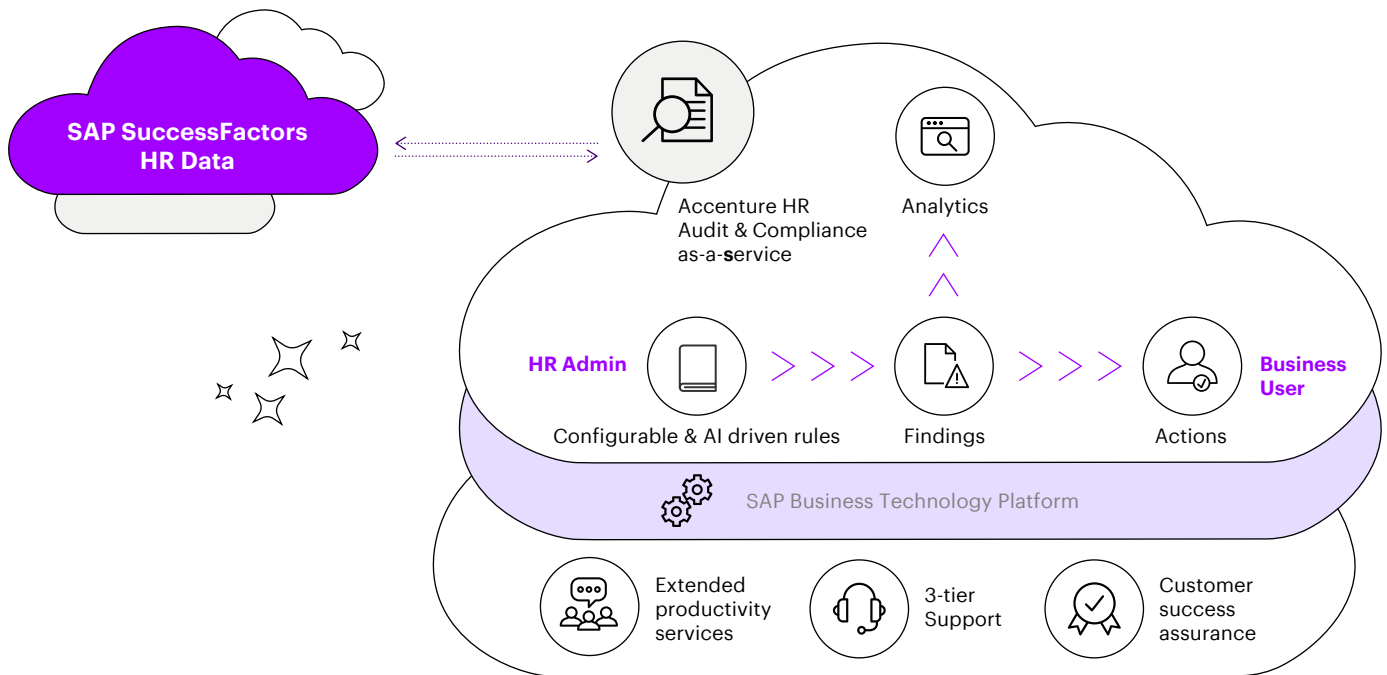 SAP SuccessFactors
HR Data
Accenture HR
Audit & Compliance
as-a-service
Analytics
HR Admin
Business
User
Configurable & AI driven rules
Findings
Actions
SAP Business Technology Platform
Extended
productivity
services
3-tier
Support
Customer
success
assurance